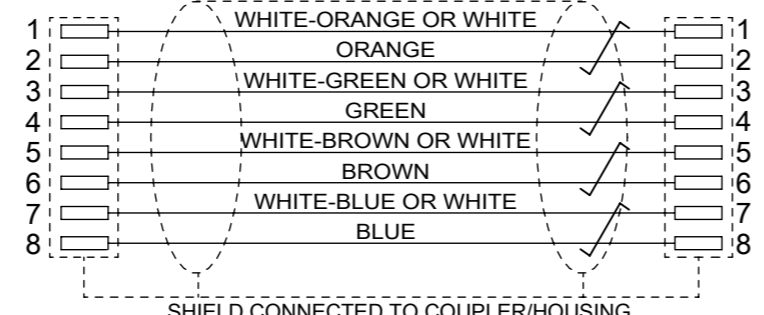 WHITE-ORANGE OR WHITE
1 1
ORANGE
2 2
WHITE-GREEN OR WHITE
3 3
GREEN
4 4
WHITE-BROWN OR WHITE
5 5
BROWN
6 6
WHITE-BLUE OR WHITE
7 7
BLUE
8 8
SHIELD CONNECTED TO COUPLER/HOUSING